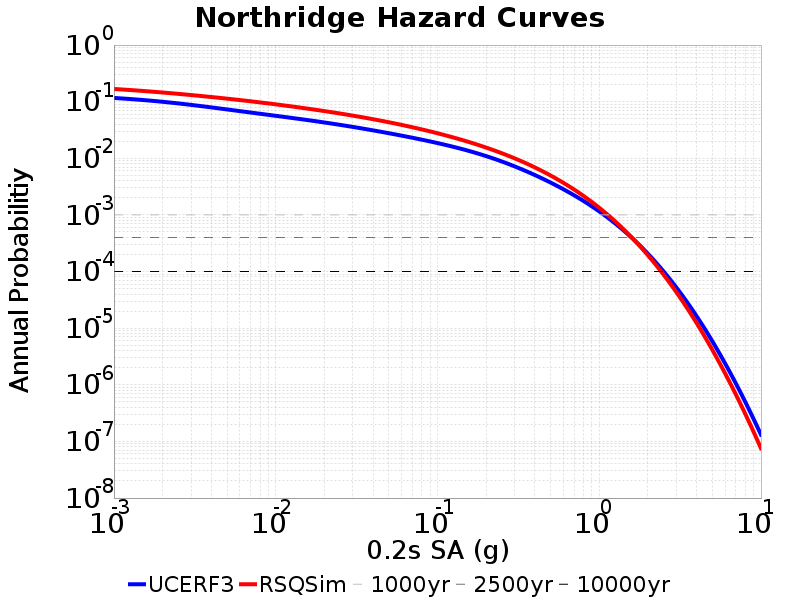 Northridge Hazard Curves
Annual Probabilitiy
10^0
10^-1
10^-2
10^-3
10^-4
10^-5
10^-6
10^-7
10^-8
10^-3 10^-2 10^-1 10^0 10^1
0.2s SA (g)
UCERF3 RSQSim 1000yr 2500yr 10000yr